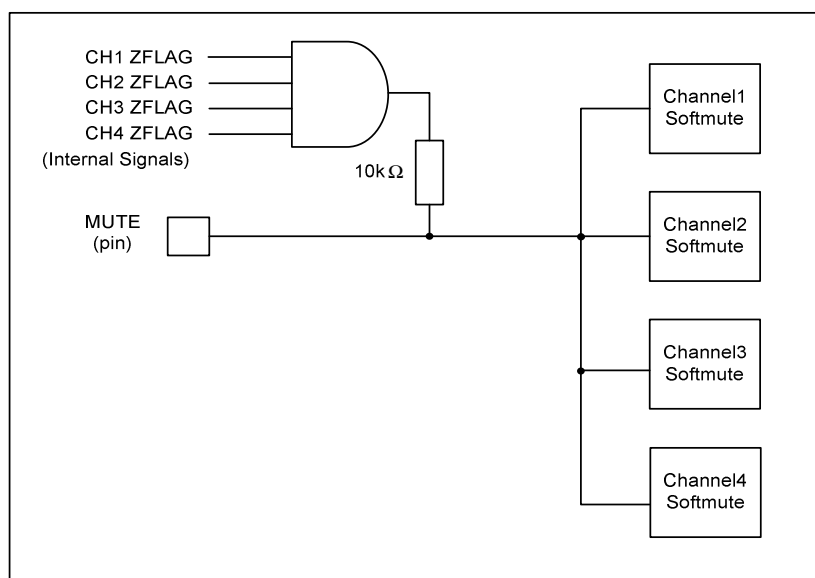 CH1 ZFLAG
CH2 ZFLAG
CH3 ZFLAG
CH4 ZFLAG
(Internal Signals)
10kΩ
MUTE
(pin)
Channel1
Softmute
Channel2
Softmute
Channel3
Softmute
Channel4
Softmute